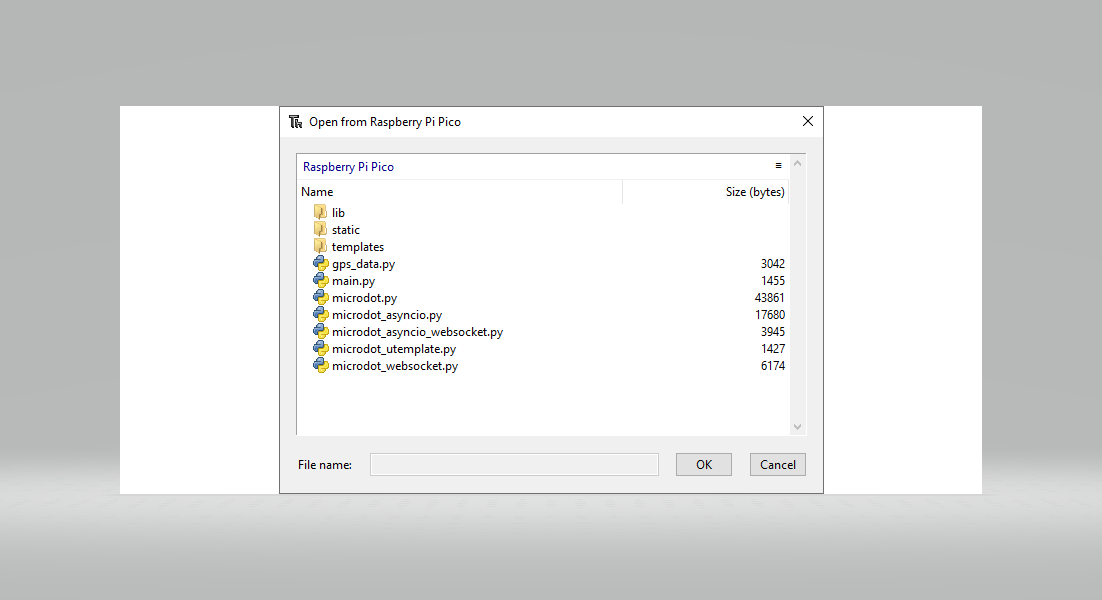 Open from Raspberry Pi Pico
Raspberry Pi Pico
Name Size (bytes)
lib
static
templates
gps_data.py 3042
main.py 1455
microdot.py 43861
microdot_asyncio.py 17680
microdot_asyncio_websocket.py 3945
microdot_utemplate.py 1427
microdot_websocket.py 6174
File name: OK Cancel